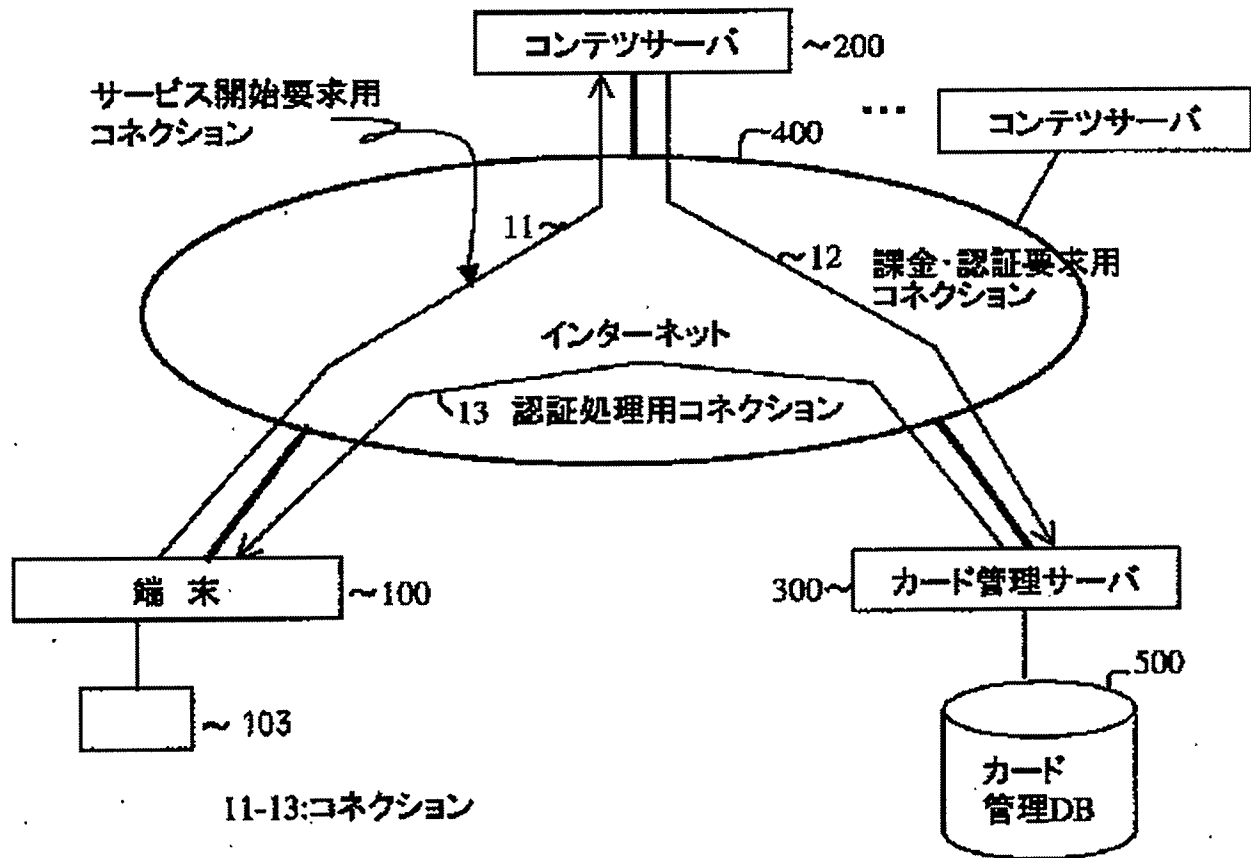 コンテツサーバ ～200
サービス開始要求用
コネクション
… コンテツサーバ
400
11～
～12 課金・認証要求用
コネクション
インターネット
13 認証処理用コネクション
端 末 ～100
300～ カード管理サーバ
～103
500
カード
管理DB
11-13:コネクション